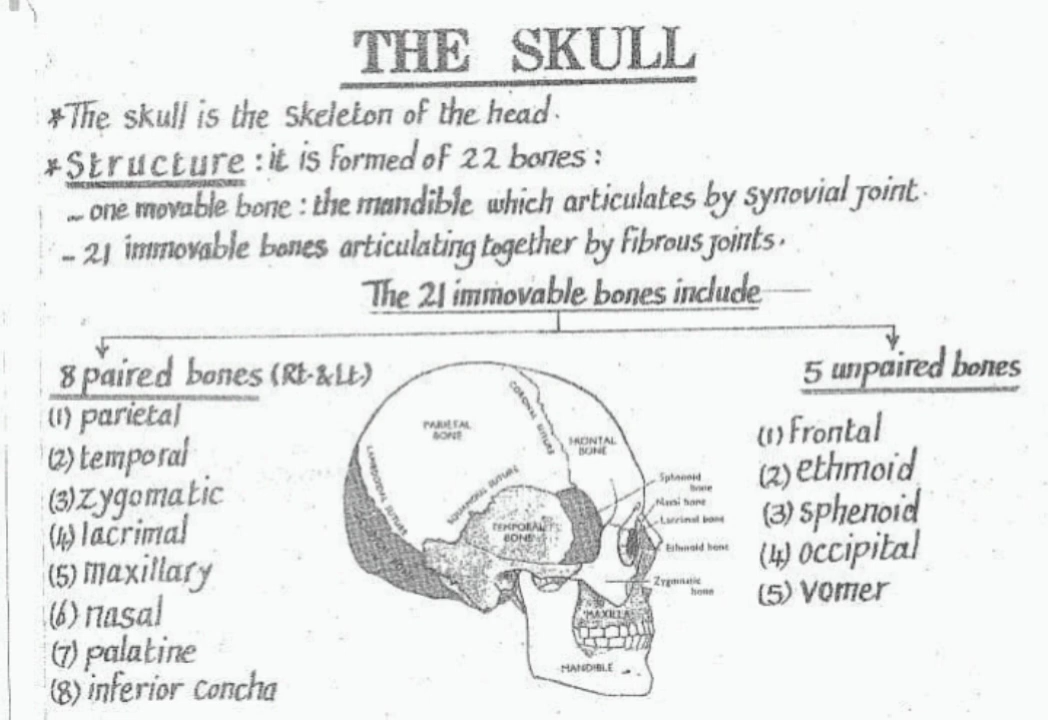 THE SKULL
*The skull is the skeleton of the head.
*Structure : it is formed of 22 bones :
- one movable bone : the mandible which articulates by synovial joint.
- 21 immovable bones articulating together by fibrous joints.
The 21 immovable bones include
8 paired bones (Rt. & Lt.)
(1) parietal
(2) temporal
(3) zygomatic
(4) lacrimal
(5) maxillary
(6) nasal
(7) palatine
(8) inferior concha
PARIETAL
BONE
CORONAL SUTURE
FRONTAL
BONE
LAMBDOID SUTURE
SQUAMOSAL SUTURE
TEMPORAL
BONE
Sphenoid
bone
Nasal bone
Lacrimal bone
Ethmoid bone
Zygomatic
bone
MAXILLA
MANDIBLE
5 unpaired bones
(1) frontal
(2) ethmoid
(3) sphenoid
(4) occipital
(5) vomer